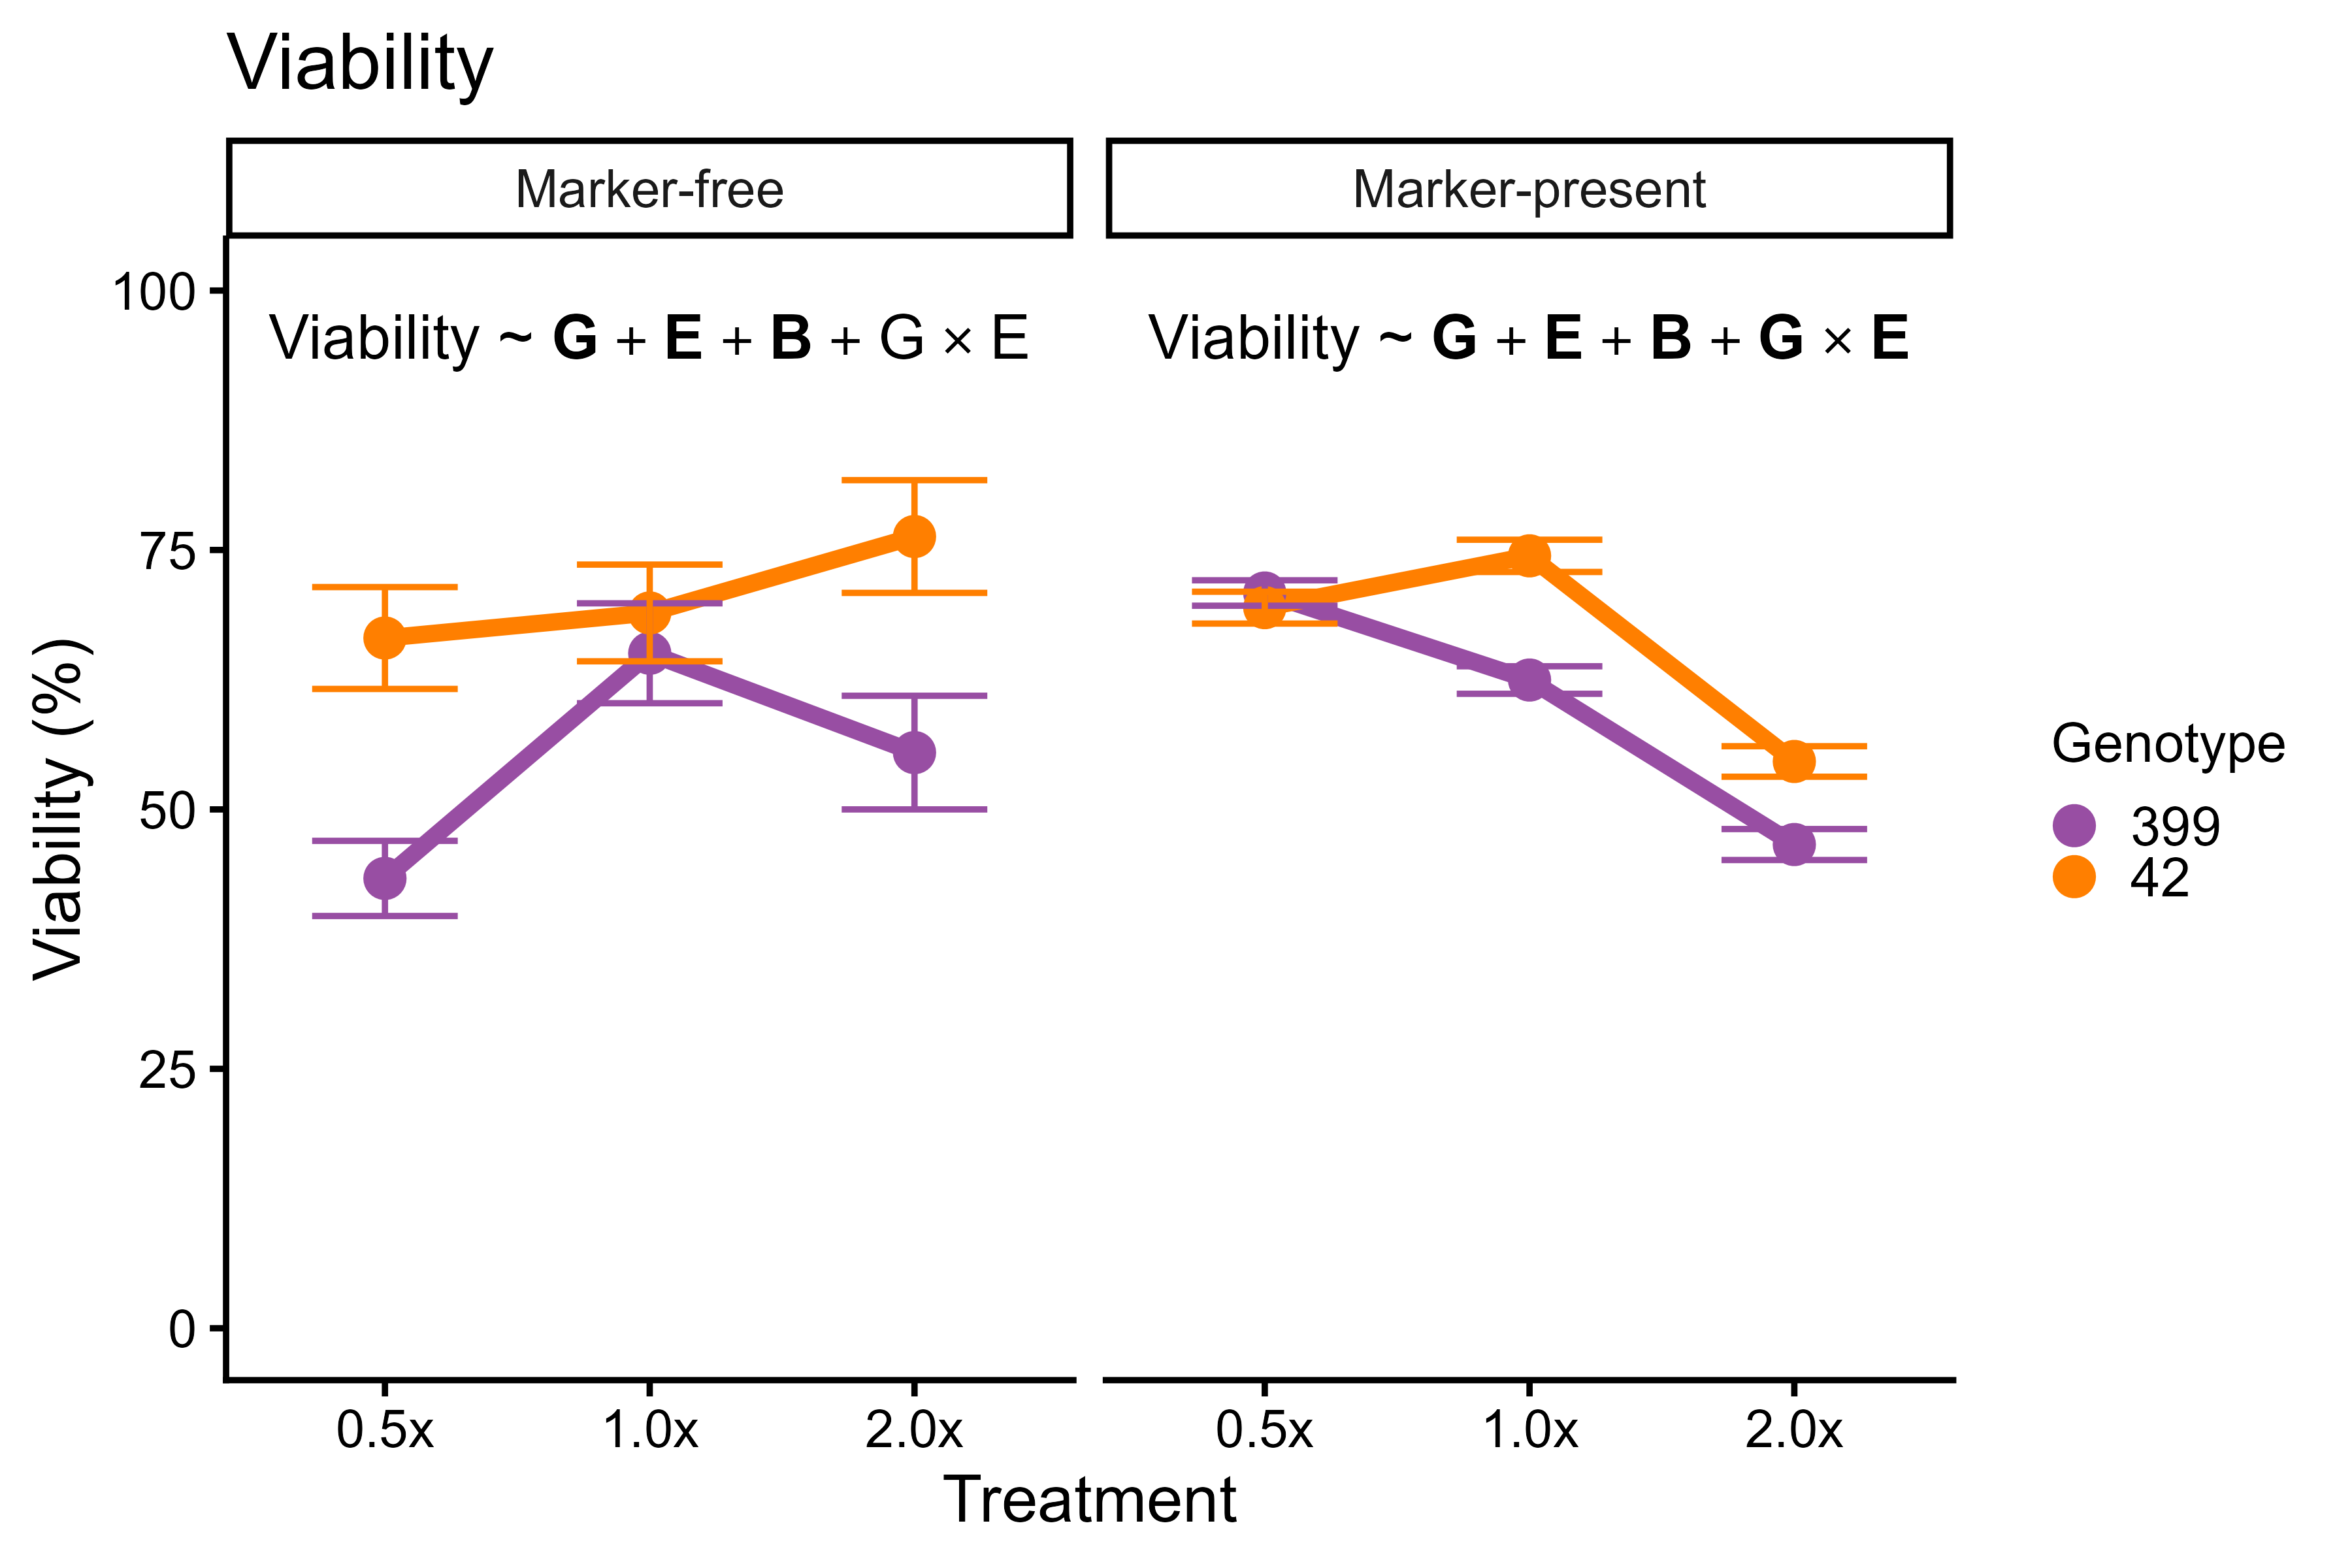 Viability
Marker-free
Marker-present
Viability ~ G + E + B + G × E
Viability ~ G + E + B + G × E
Viability (%)
100
75
50
25
0
0.5x 1.0x 2.0x
0.5x 1.0x 2.0x
Treatment
Genotype
399
42